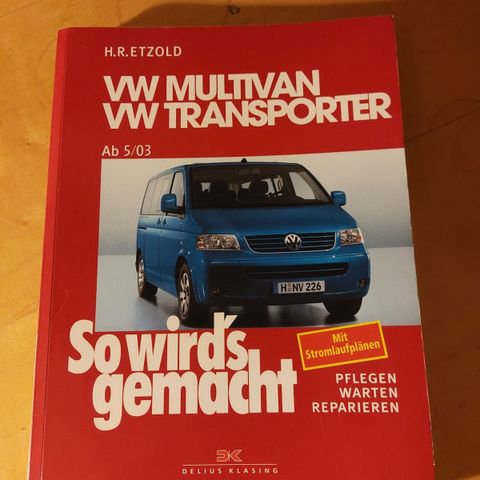 H.R.ETZOLD
VW MULTIVAN
VW TRANSPORTER
Ab 5/03
H NV 226
Mit
Stromlaufplänen
So wird's
gemacht
PFLEGEN
WARTEN
REPARIEREN
DK
DELIUS KLASING